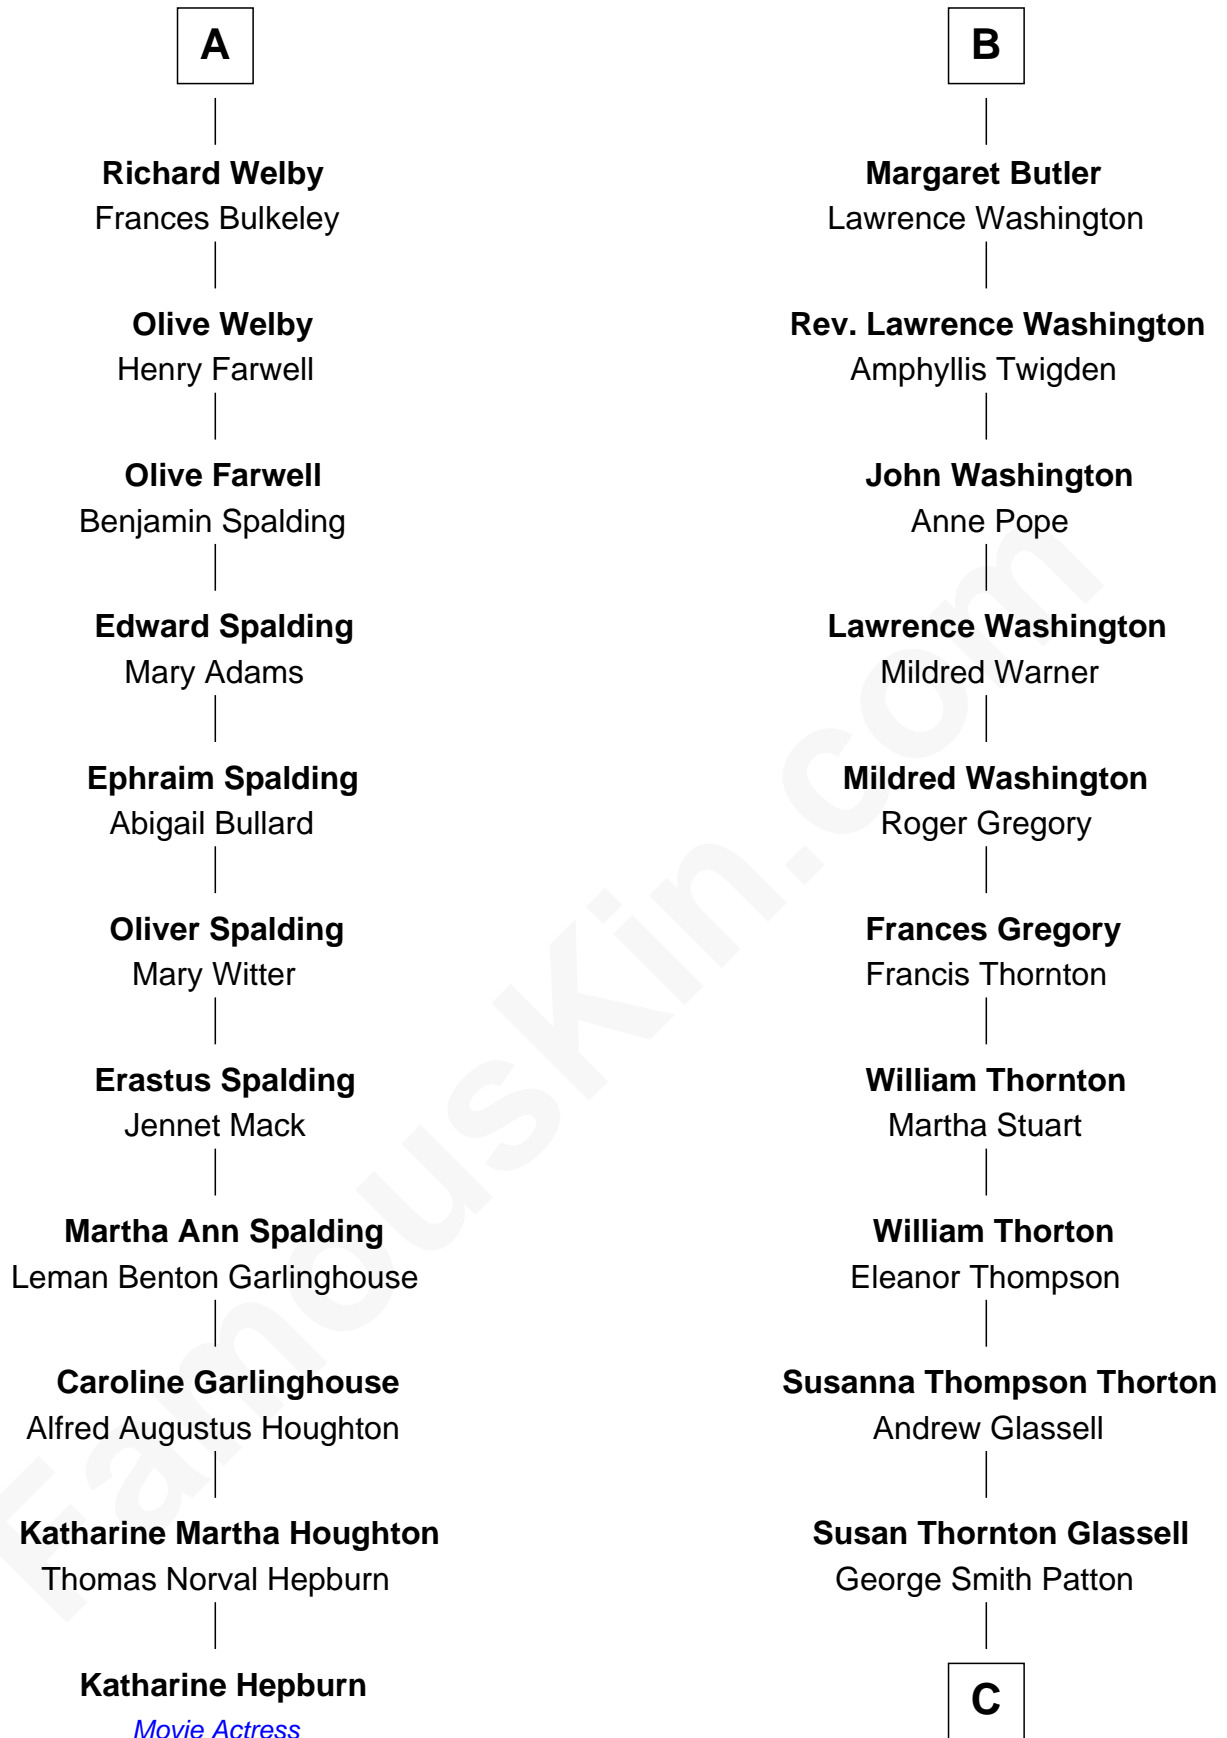 A
Richard Welby
Frances Bulkeley
Olive Welby
Henry Farwell
Olive Farwell
Benjamin Spalding
Edward Spalding
Mary Adams
Ephraim Spalding
Abigail Bullard
Oliver Spalding
Mary Witter
Erastus Spalding
Jennet Mack
Martha Ann Spalding
Leman Benton Garlinghouse
Caroline Garlinghouse
Alfred Augustus Houghton
Katharine Martha Houghton
Thomas Norval Hepburn
Katharine Hepburn
Movie Actress
B
Margaret Butler
Lawrence Washington
Rev. Lawrence Washington
Amphyllis Twigden
John Washington
Anne Pope
Lawrence Washington
Mildred Warner
Mildred Washington
Roger Gregory
Frances Gregory
Francis Thornton
William Thornton
Martha Stuart
William Thorton
Eleanor Thompson
Susanna Thompson Thorton
Andrew Glassell
Susan Thornton Glassell
George Smith Patton
C
FamousKin.com